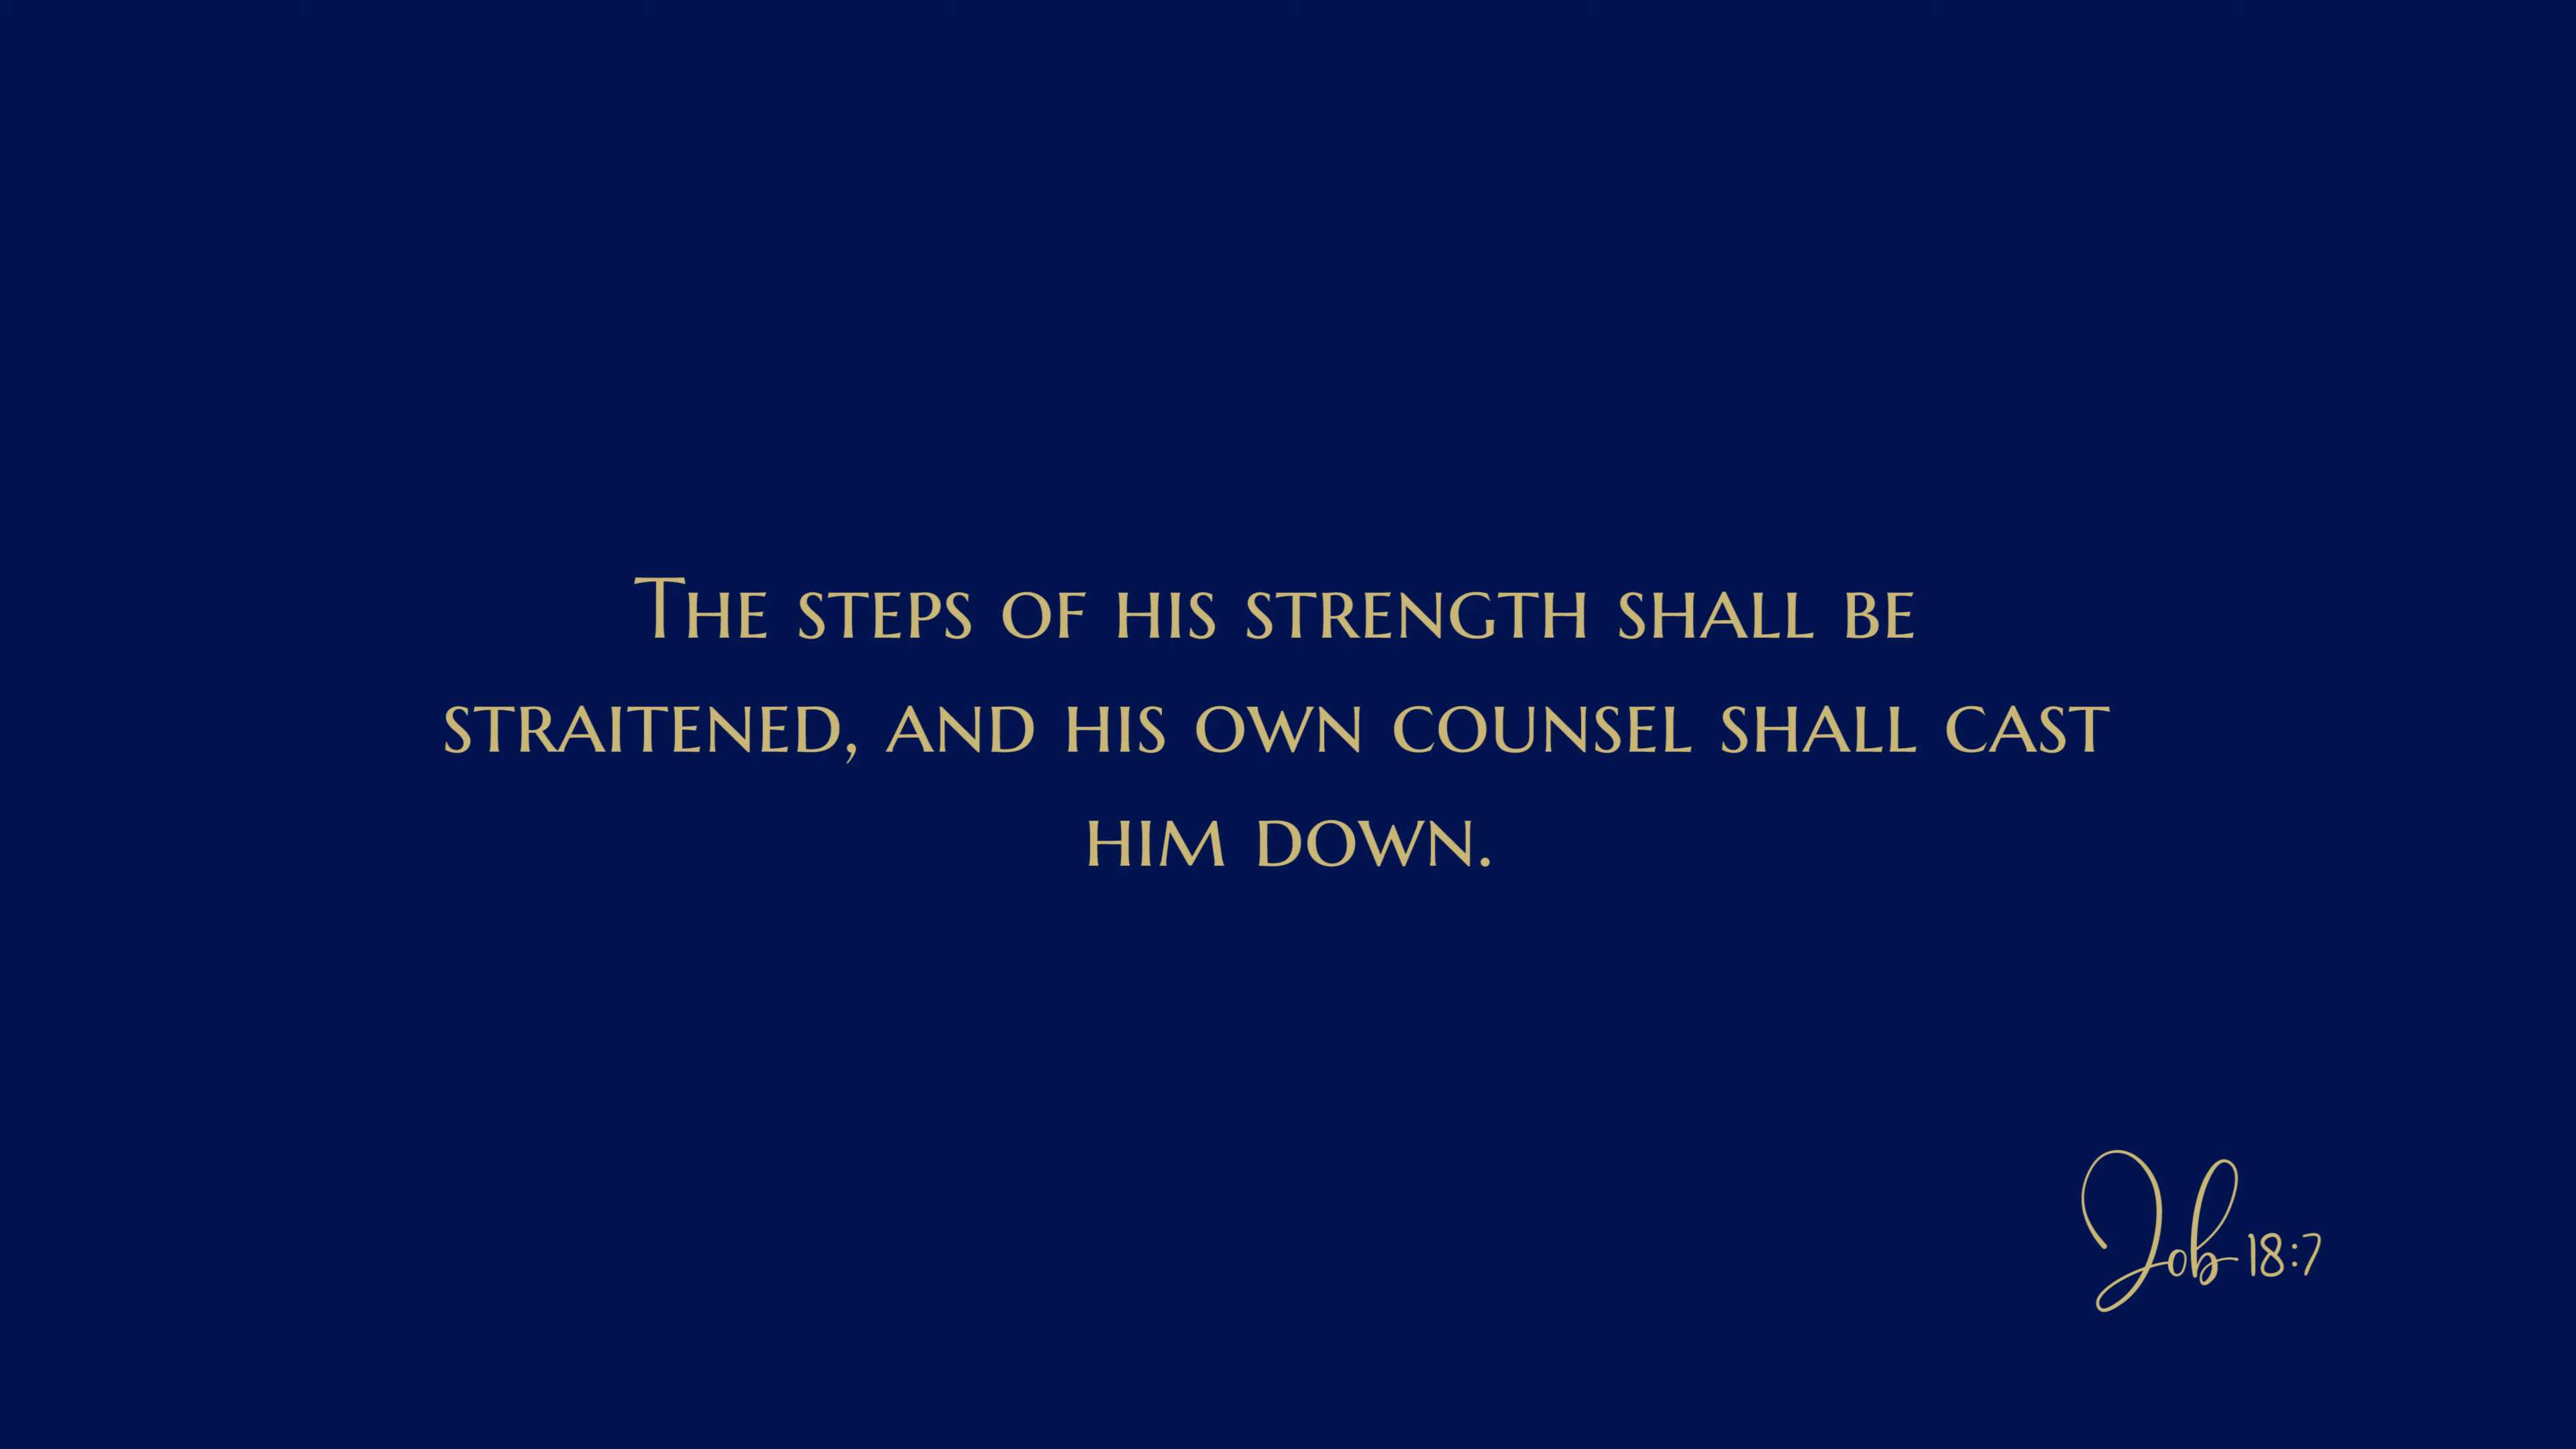 The steps of his strength shall be
straitened, and his own counsel shall cast
him down.
Job 18:7